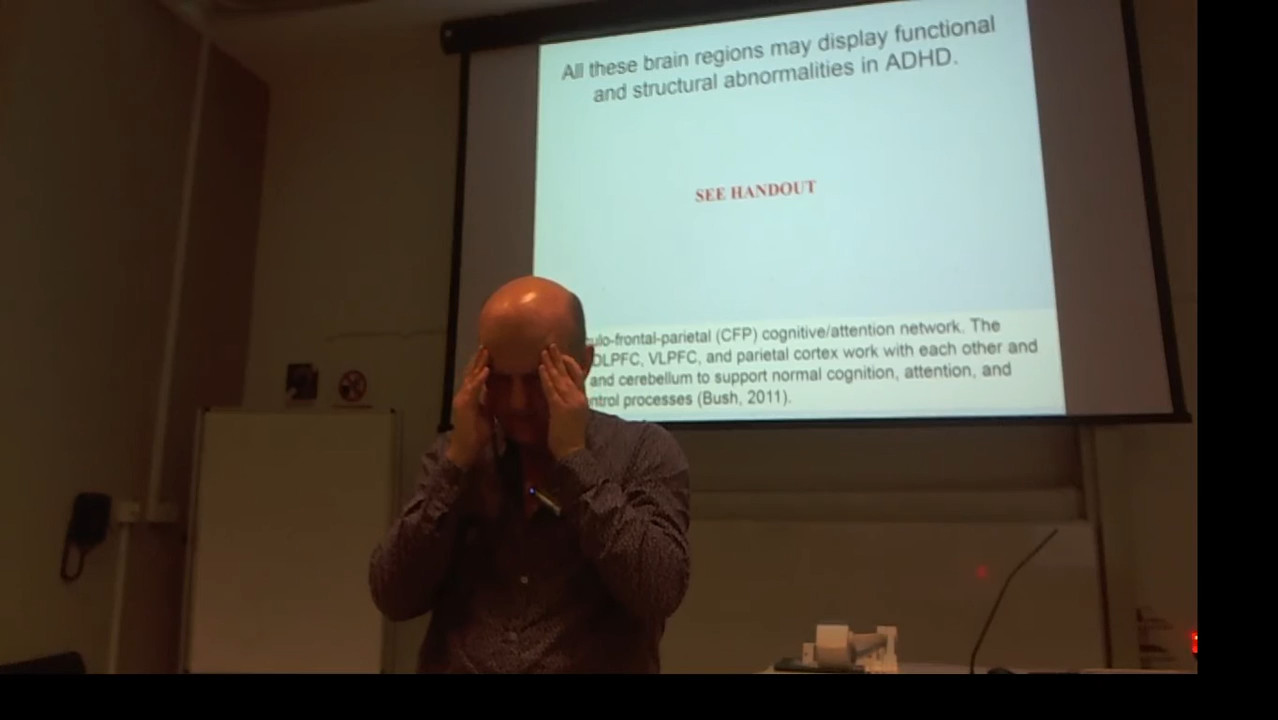 All these brain regions may display functional
and structural abnormalities in ADHD.
SEE HANDOUT
ulo-frontal-parietal (CFP) cognitive/attention network. The
DLPFC, VLPFC, and parietal cortex work with each other and
and cerebellum to support normal cognition, attention, and
ntrol processes (Bush, 2011).